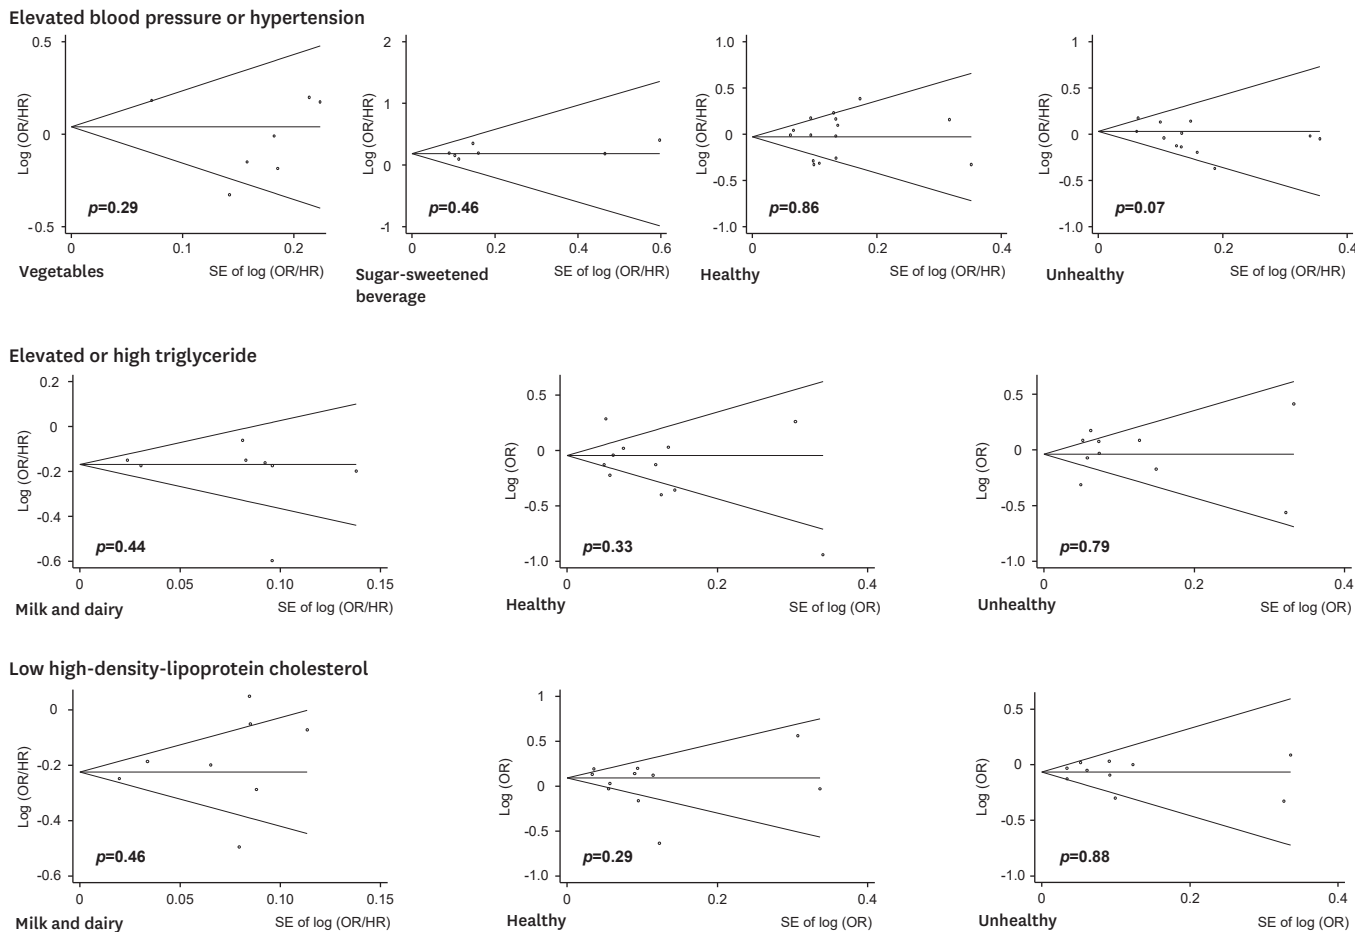 Elevated blood pressure or hypertension
0.5
0
-0.5
Log (OR/HR)
p=0.29
0
0.1
0.2
Vegetables
SE of log (OR/HR)
2
1
0
-1
Log (OR/HR)
p=0.46
0
0.2
0.4
0.6
Sugar-sweetened
beverage
SE of log (OR/HR)
1.0
0.5
0
-0.5
-1.0
Log (OR/HR)
p=0.86
0
0.2
0.4
Healthy
SE of log (OR/HR)
1
0.5
0
-0.5
-1.0
Log (OR/HR)
p=0.07
0
0.2
0.4
Unhealthy
SE of log (OR/HR)
Elevated or high triglyceride
0.2
0
-0.2
-0.4
-0.6
Log (OR/HR)
p=0.44
0
0.05
0.10
0.15
Milk and dairy
SE of log (OR/HR)
0.5
0
-0.5
-1.0
Log (OR)
p=0.33
0
0.2
0.4
Healthy
SE of log (OR)
0.5
0
-0.5
-1.0
Log (OR)
p=0.79
0
0.2
0.4
Unhealthy
SE of log (OR)
Low high-density-lipoprotein cholesterol
0
-0.2
-0.4
-0.6
Log (OR/HR)
p=0.46
0
0.05
0.10
0.15
Milk and dairy
SE of log (OR/HR)
1
0.5
0
-0.5
-1.0
Log (OR)
p=0.29
0
0.2
0.4
Healthy
SE of log (OR)
0.5
0
-0.5
-1.0
Log (OR)
p=0.88
0
0.2
0.4
Unhealthy
SE of log (OR)